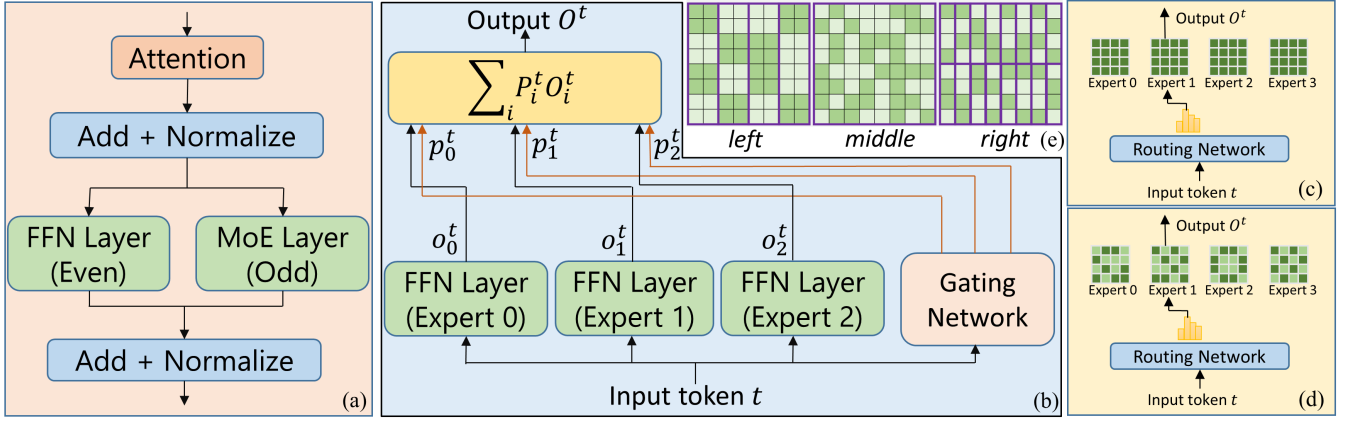 Attention
Add + Normalize
FFN Layer
(Even)
MoE Layer
(Odd)
Add + Normalize
(a)
Output O^t
∑_i P_i^t O_i^t
p_0^t
p_1^t
p_2^t
o_0^t
o_1^t
o_2^t
FFN Layer
(Expert 0)
FFN Layer
(Expert 1)
FFN Layer
(Expert 2)
Gating
Network
Input token t
(b)
left
middle
right
(e)
Output O^t
Expert 0
Expert 1
Expert 2
Expert 3
Routing Network
Input token t
(c)
Output O^t
Expert 0
Expert 1
Expert 2
Expert 3
Routing Network
Input token t
(d)